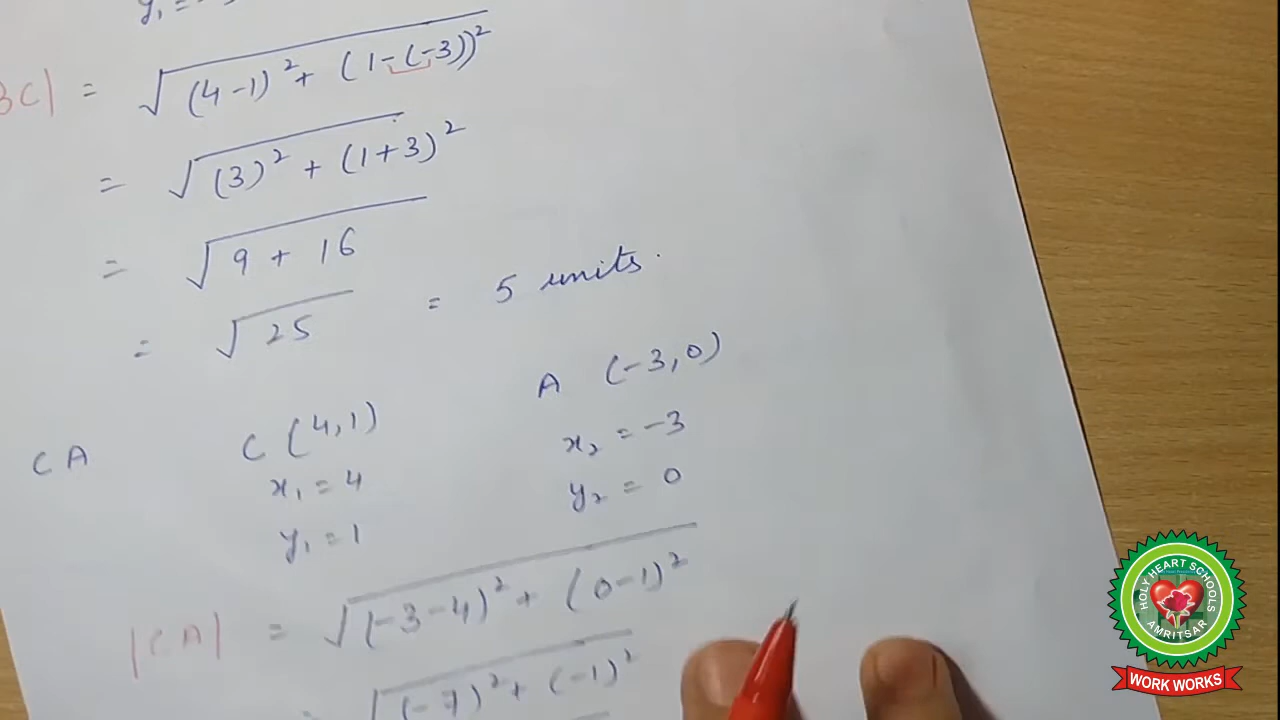 y₁ =
BC| = √(4-1)² + (1-(-3))²
= √(3)² + (1+3)²
= √9 + 16
= √25 = 5 units.
CA C (4,1) A (-3,0)
x₁ = 4 x₂ = -3
y₁ = 1 y₂ = 0
|CA| = √(-3-4)² + (0-1)²
= √(-7)² + (-1)²
HOLY HEART SCHOOLS
AMRITSAR
WORK WORKS